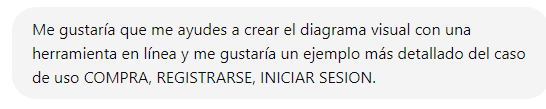 Me gustaría que me ayudes a crear el diagrama visual con una
herramienta en línea y me gustaría un ejemplo más detallado del caso
de uso COMPRA, REGISTRARSE, INICIAR SESION.